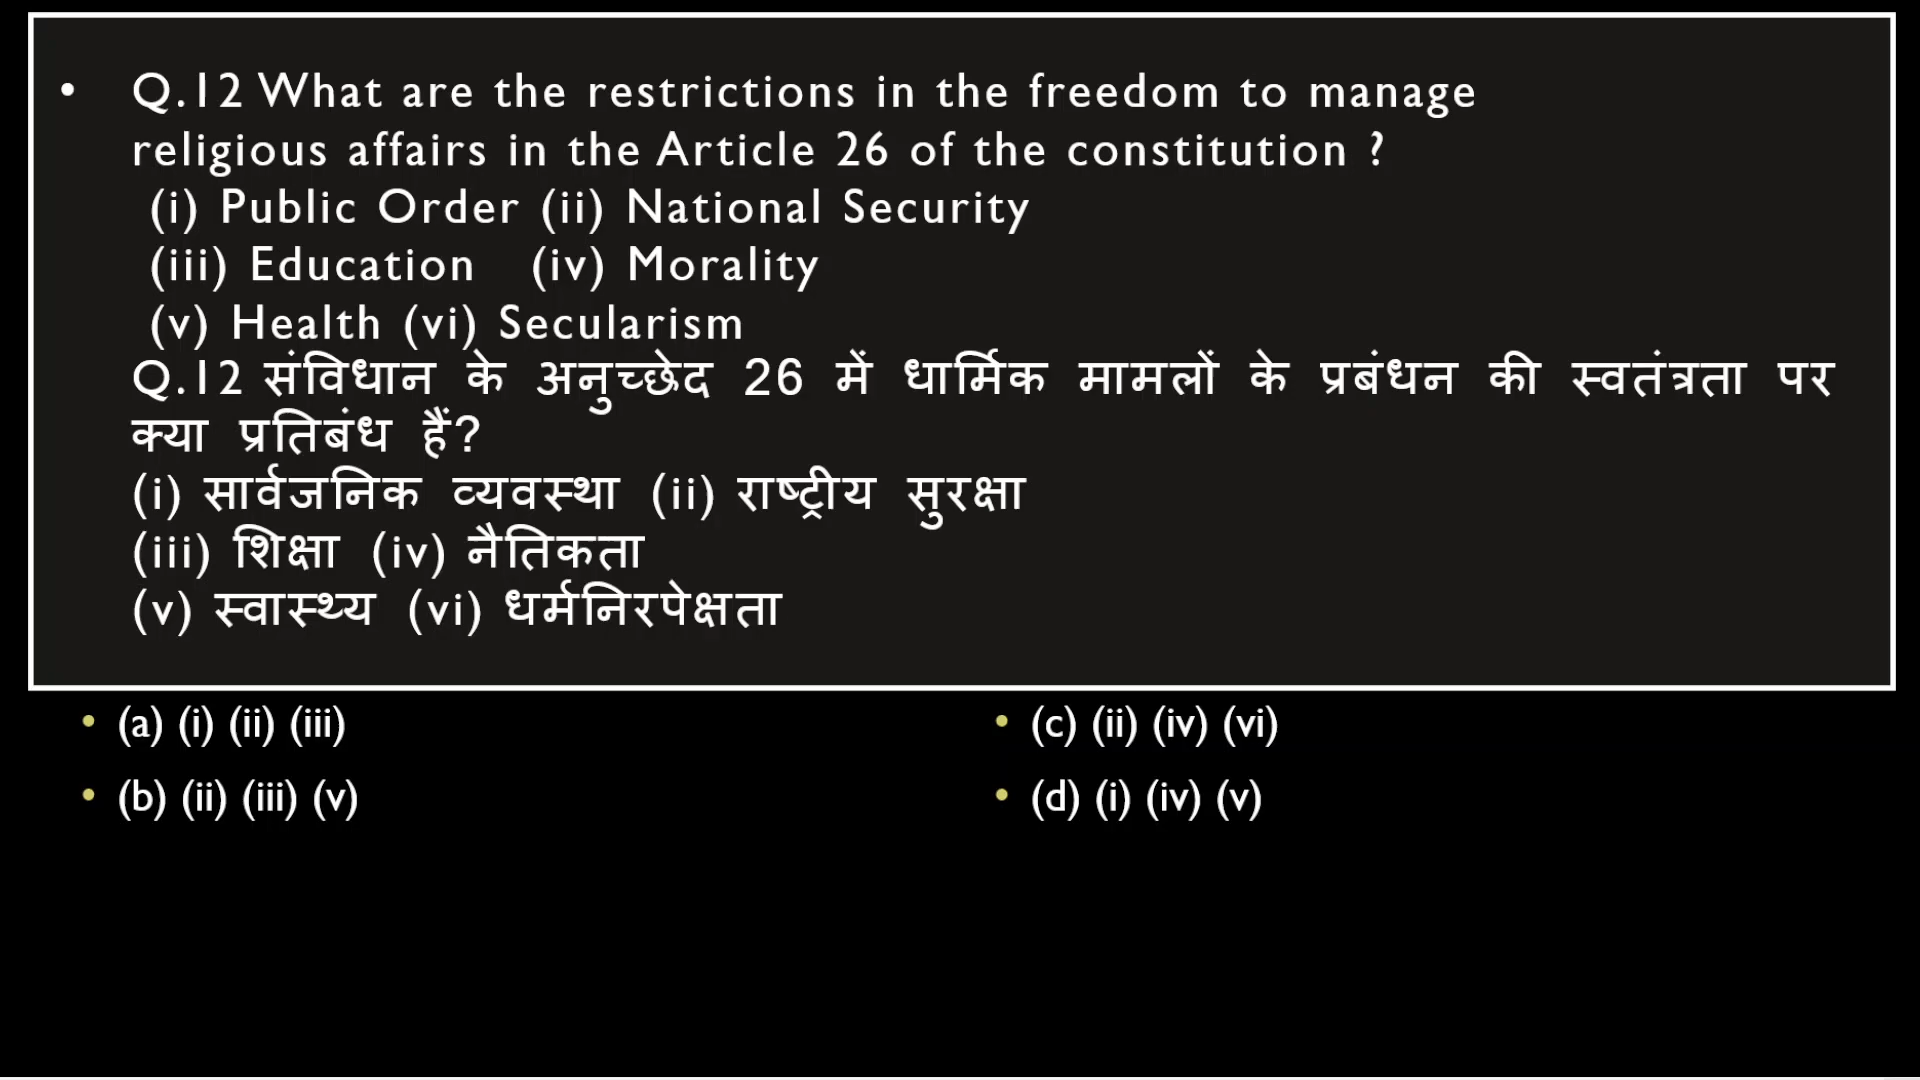 • Q.12 What are the restrictions in the freedom to manage
religious affairs in the Article 26 of the constitution ?
(i) Public Order (ii) National Security
(iii) Education (iv) Morality
(v) Health (vi) Secularism
Q.12 संविधान के अनुच्छेद 26 में धार्मिक मामलों के प्रबंधन की स्वतंत्रता पर
क्या प्रतिबंध हैं?
(i) सार्वजनिक व्यवस्था (ii) राष्ट्रीय सुरक्षा
(iii) शिक्षा (iv) नैतिकता
(v) स्वास्थ्य (vi) धर्मनिरपेक्षता
• (a) (i) (ii) (iii)
• (b) (ii) (iii) (v)
• (c) (ii) (iv) (vi)
• (d) (i) (iv) (v)